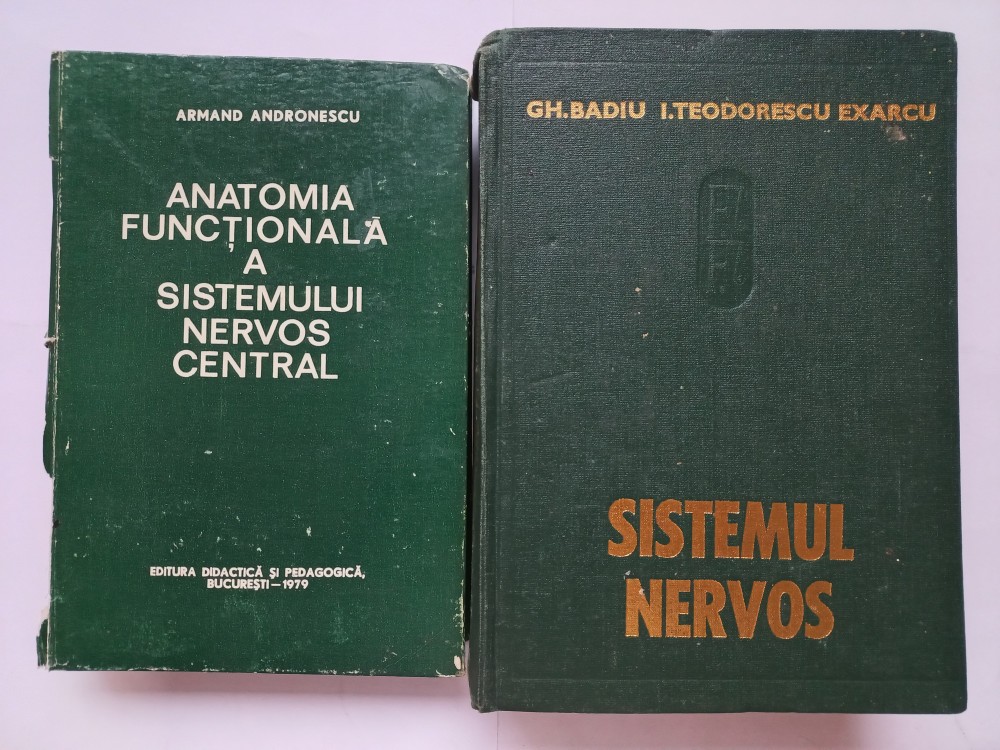 ARMAND ANDRONESCU
ANATOMIA
FUNCȚIONALĂ
A
SISTEMULUI
NERVOS
CENTRAL
EDITURA DIDACTICĂ ȘI PEDAGOGICĂ,
BUCUREȘTI—1979
GH.BADIU I.TEODORESCU EXARCU
SISTEMUL
NERVOS